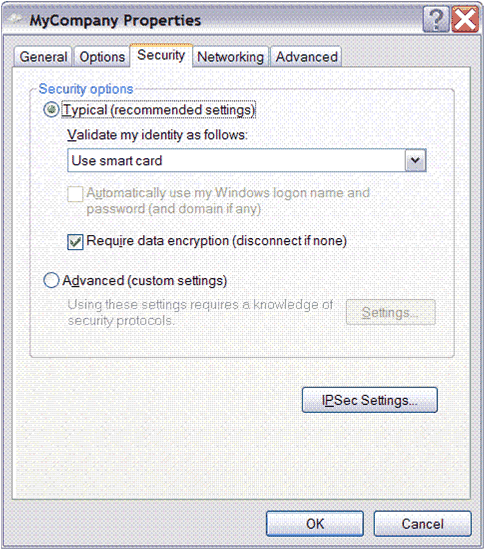 MyCompany Properties
General Options Security Networking Advanced
Security options
Typical (recommended settings)
Validate my identity as follows:
Use smart card
Automatically use my Windows logon name and
password (and domain if any)
Require data encryption (disconnect if none)
Advanced (custom settings)
Using these settings requires a knowledge of
security protocols.
Settings...
IPSec Settings...
OK Cancel